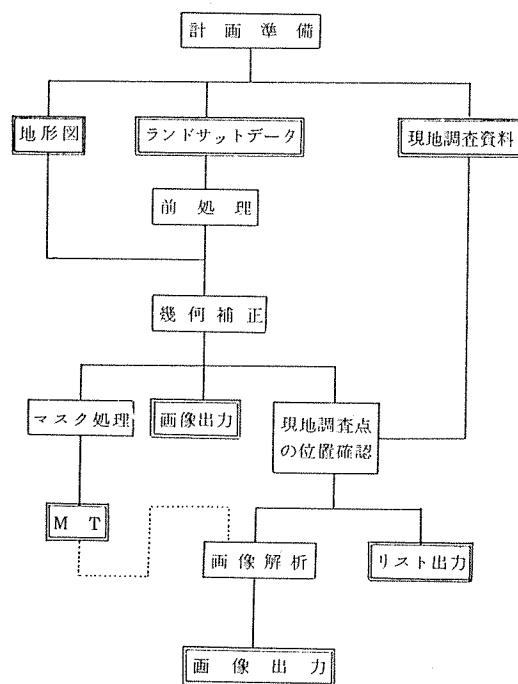 計画準備
地形図
ランドサットデータ
現地調査資料
前処理
幾何補正
マスク処理
画像出力
現地調査点
の位置確認
MT
画像解析
リスト出力
画像出力